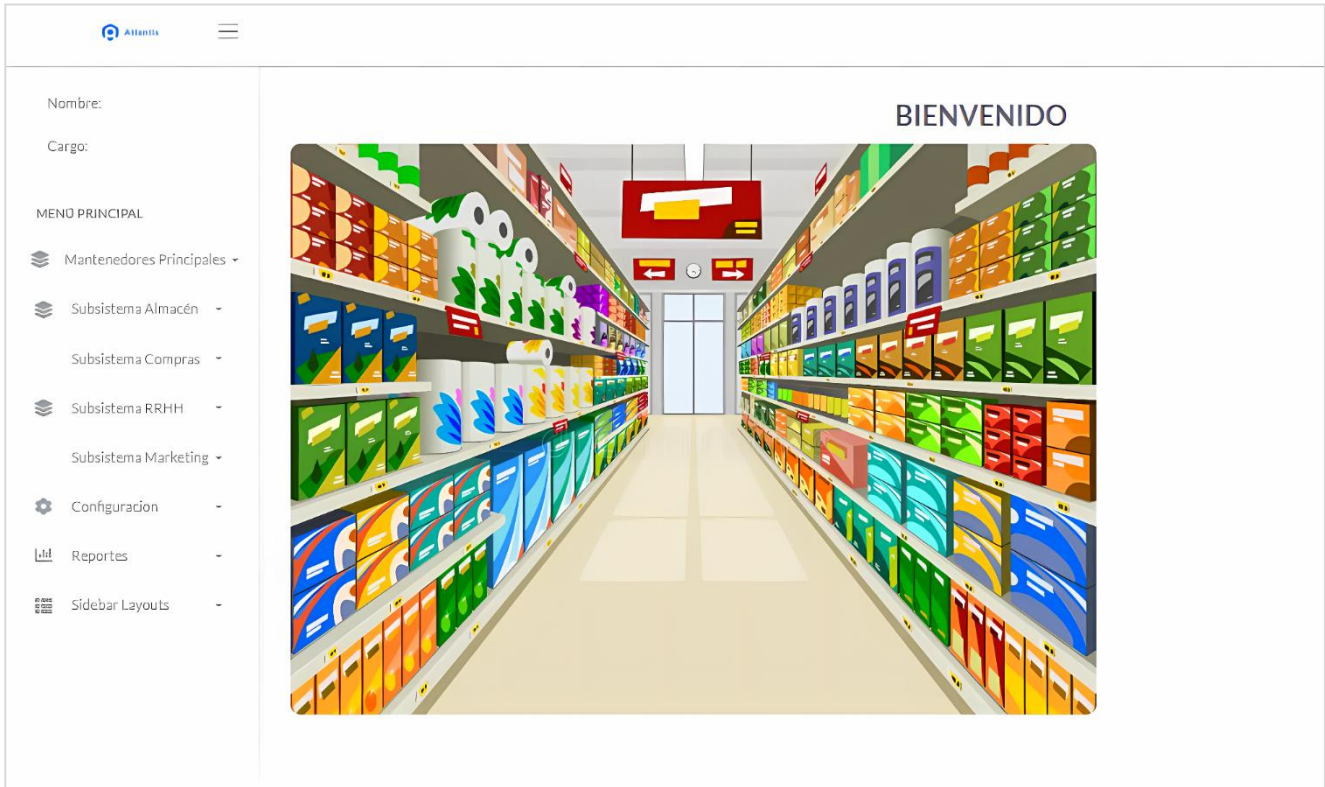 Atlantis
Nombre:
BIENVENIDO
Cargo:
MENÚ PRINCIPAL
Mantenedores Principales
Subsistema Almacén
Subsistema Compras
Subsistema RRHH
Subsistema Marketing
Configuracion
Reportes
Sidebar Layouts